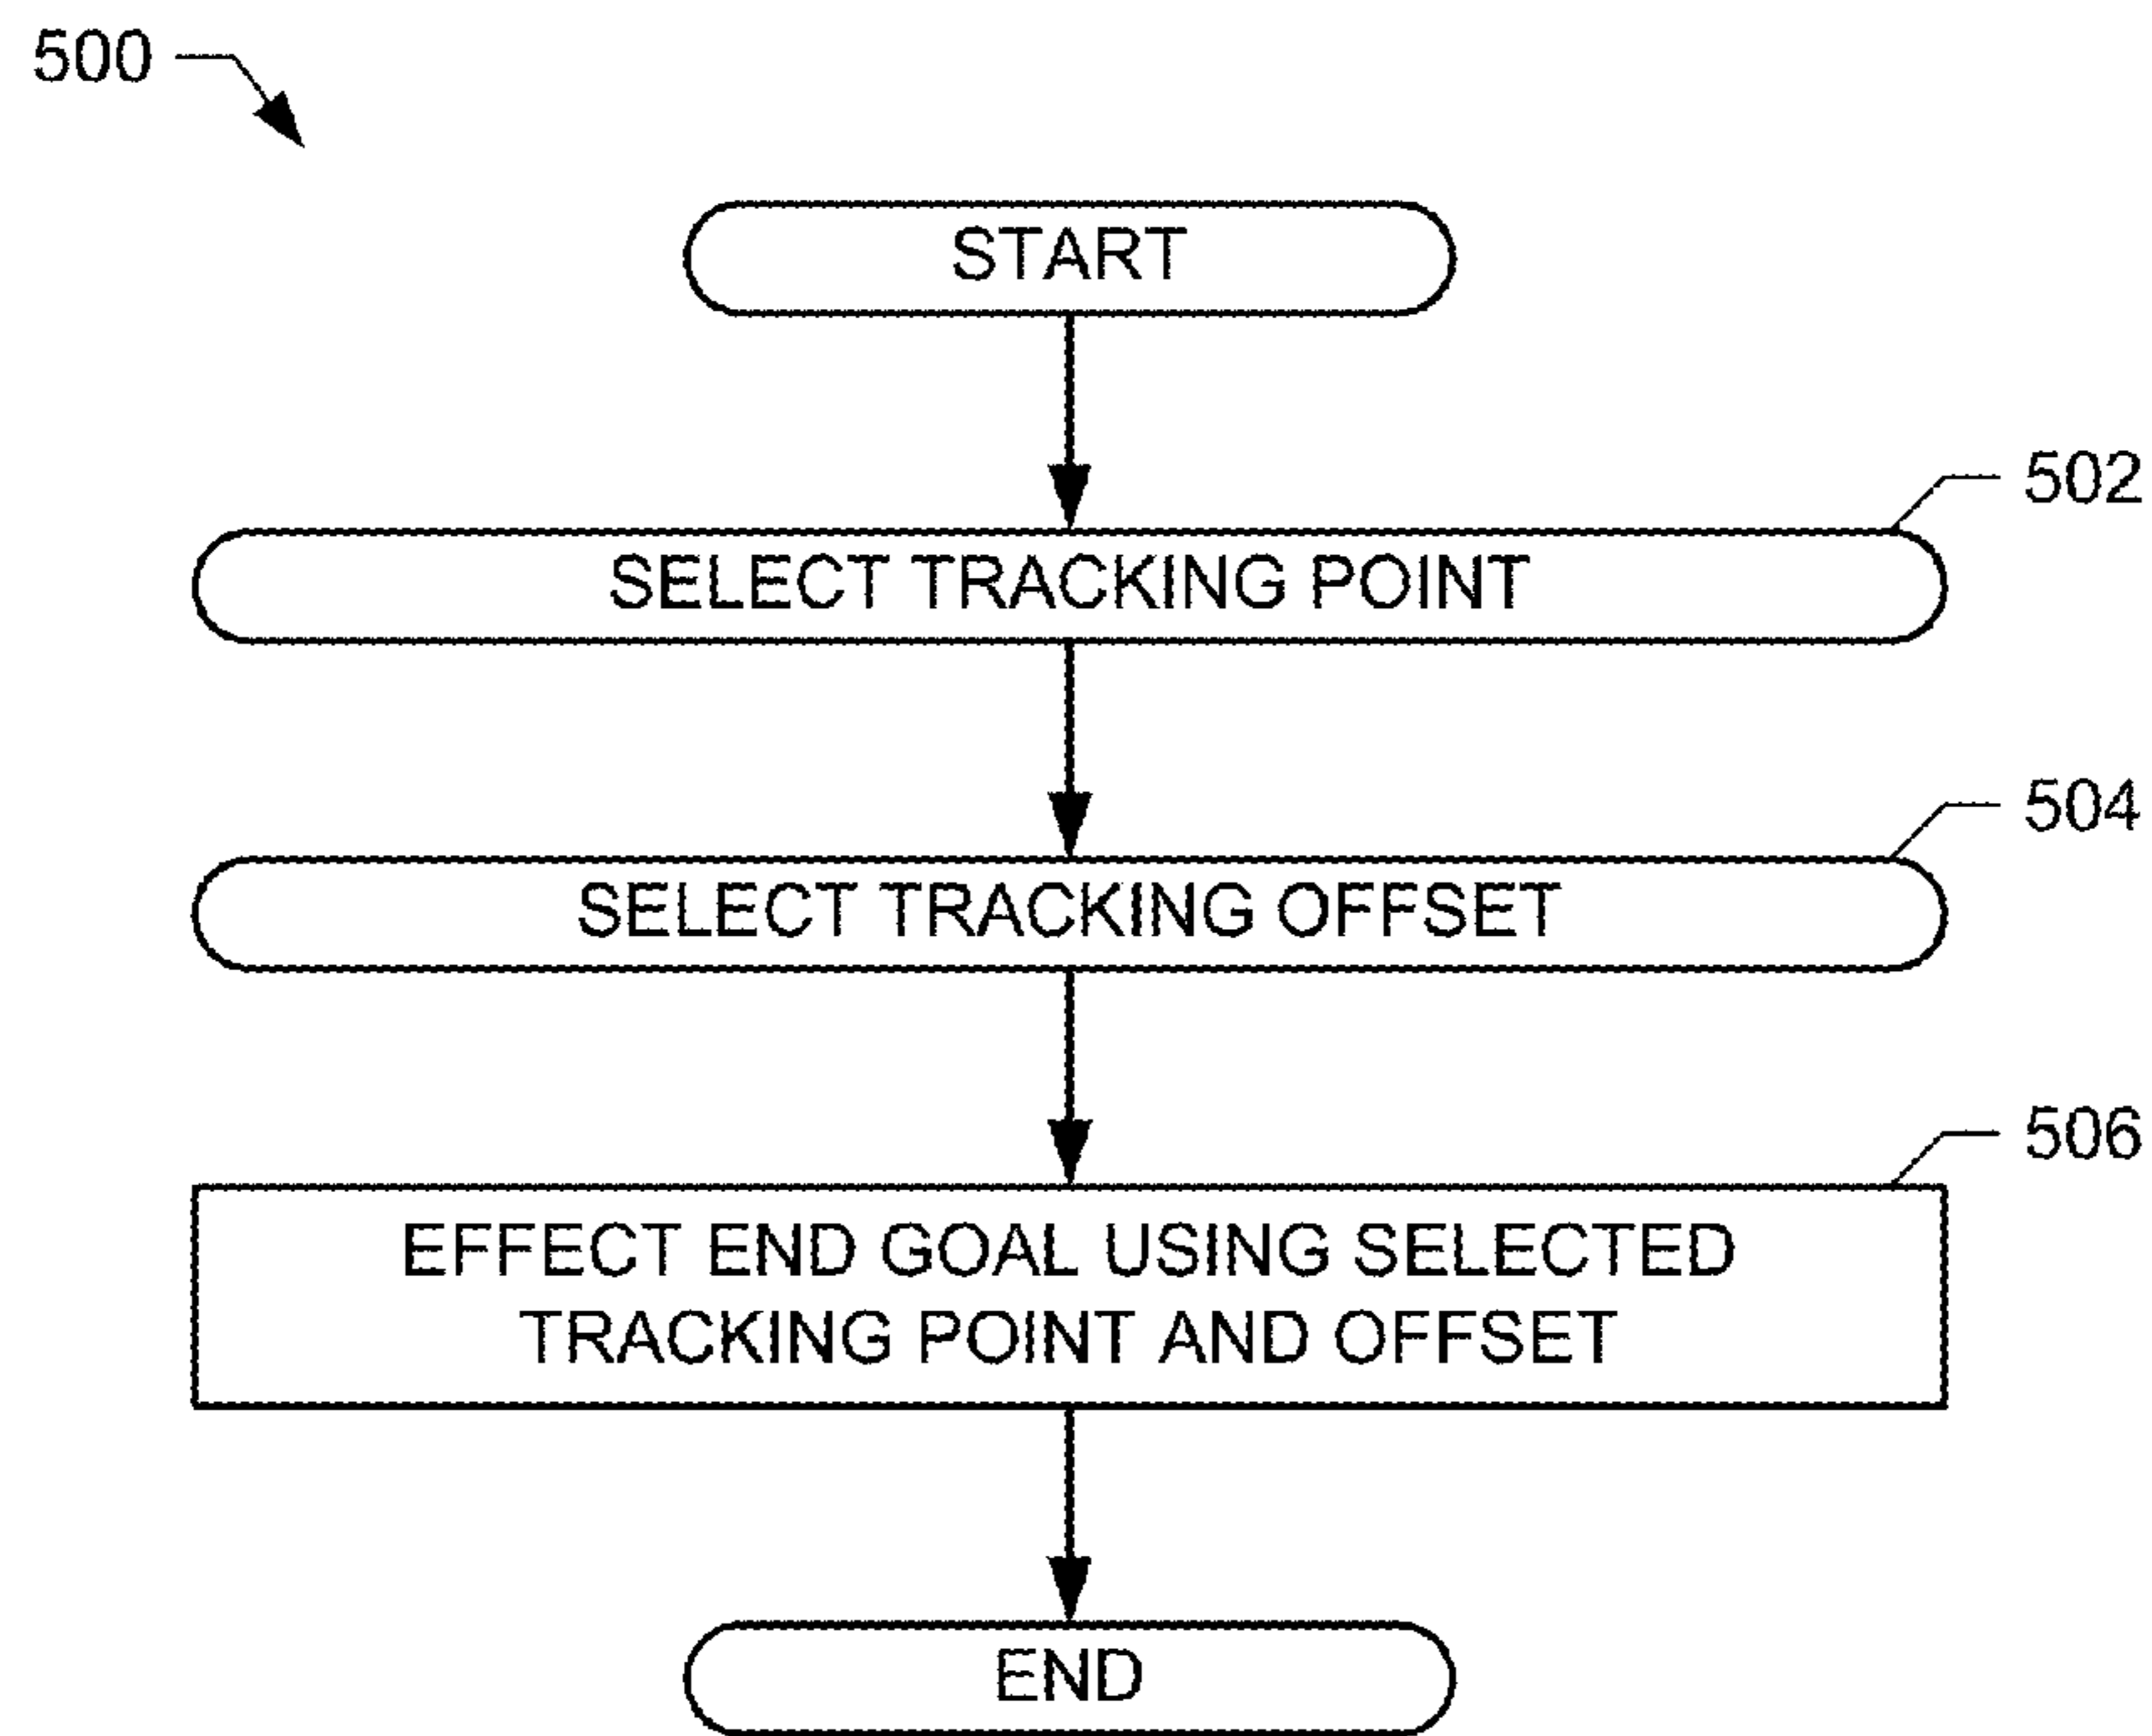 500
START
502
SELECT TRACKING POINT
504
SELECT TRACKING OFFSET
506
EFFECT END GOAL USING SELECTED
TRACKING POINT AND OFFSET
END